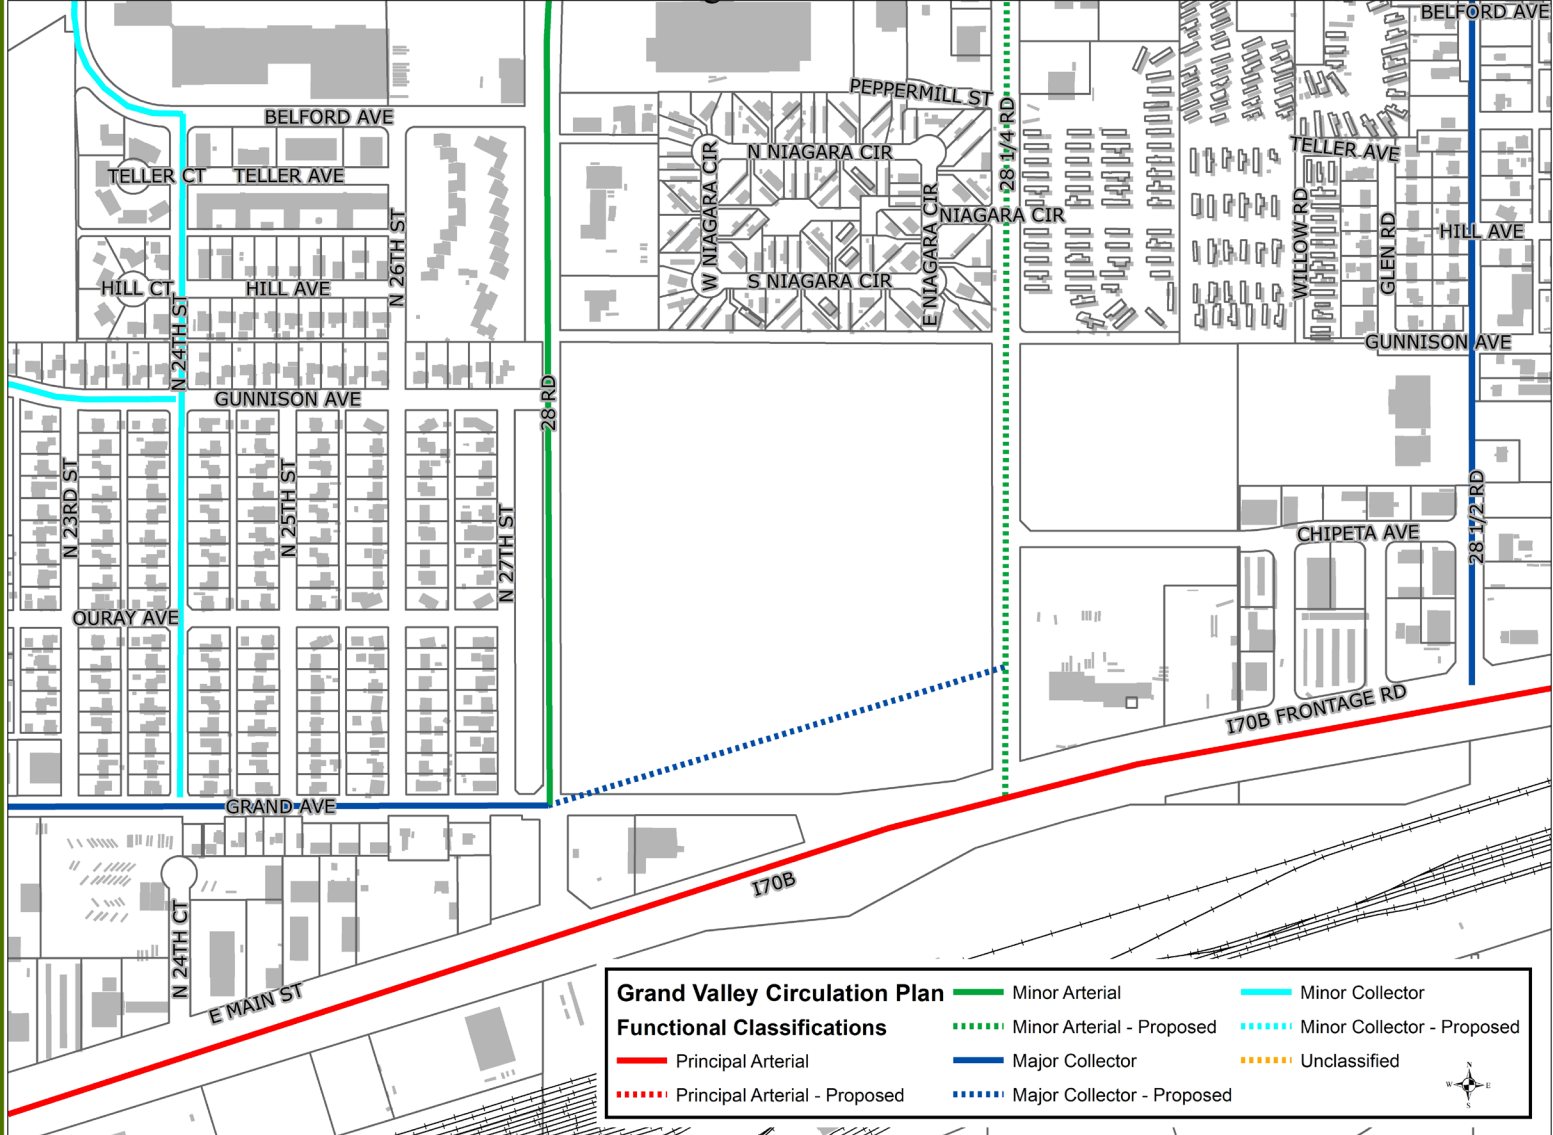 BELFORD AVE
PEPPERMILL ST
BELFORD AVE
28 1/4 RD
TELLER AVE
N NIAGARA CIR
TELLER CT
TELLER AVE
W NIAGARA CIR
E NIAGARA CIR
NIAGARA CIR
WILLOW RD
GLEN RD
HILL AVE
N 26TH ST
HILL CT
HILL AVE
S NIAGARA CIR
N 24TH ST
GUNNISON AVE
GUNNISON AVE
28 RD
N 23RD ST
N 25TH ST
N 27TH ST
28 1/2 RD
CHIPETA AVE
OURAY AVE
I70B FRONTAGE RD
GRAND AVE
I70B
N 24TH CT
E MAIN ST
Grand Valley Circulation Plan
Functional Classifications
Principal Arterial
Principal Arterial - Proposed
Minor Arterial
Minor Arterial - Proposed
Major Collector
Major Collector - Proposed
Minor Collector
Minor Collector - Proposed
Unclassified
N
W E
S